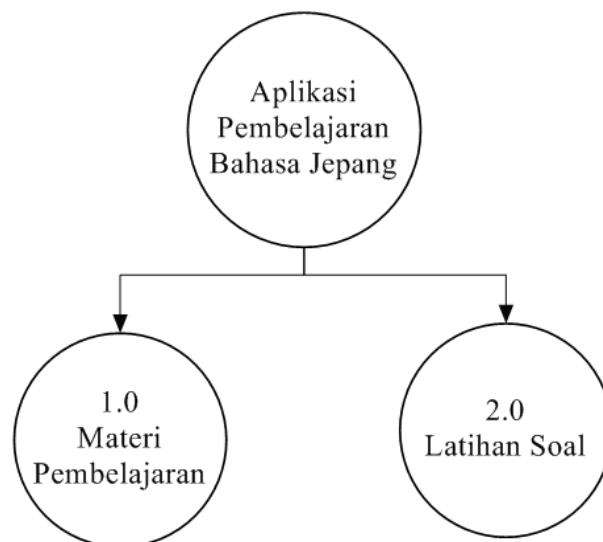 Aplikasi
Pembelajaran
Bahasa Jepang
1.0
Materi
Pembelajaran
2.0
Latihan Soal